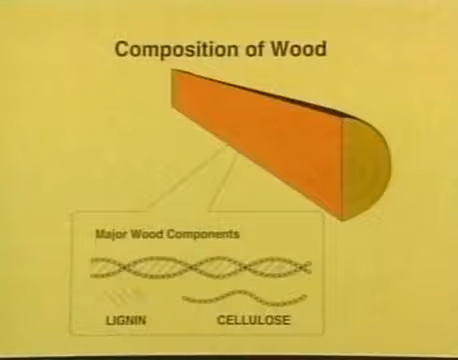 Composition of Wood
Major Wood Components
LIGNIN
CELLULOSE